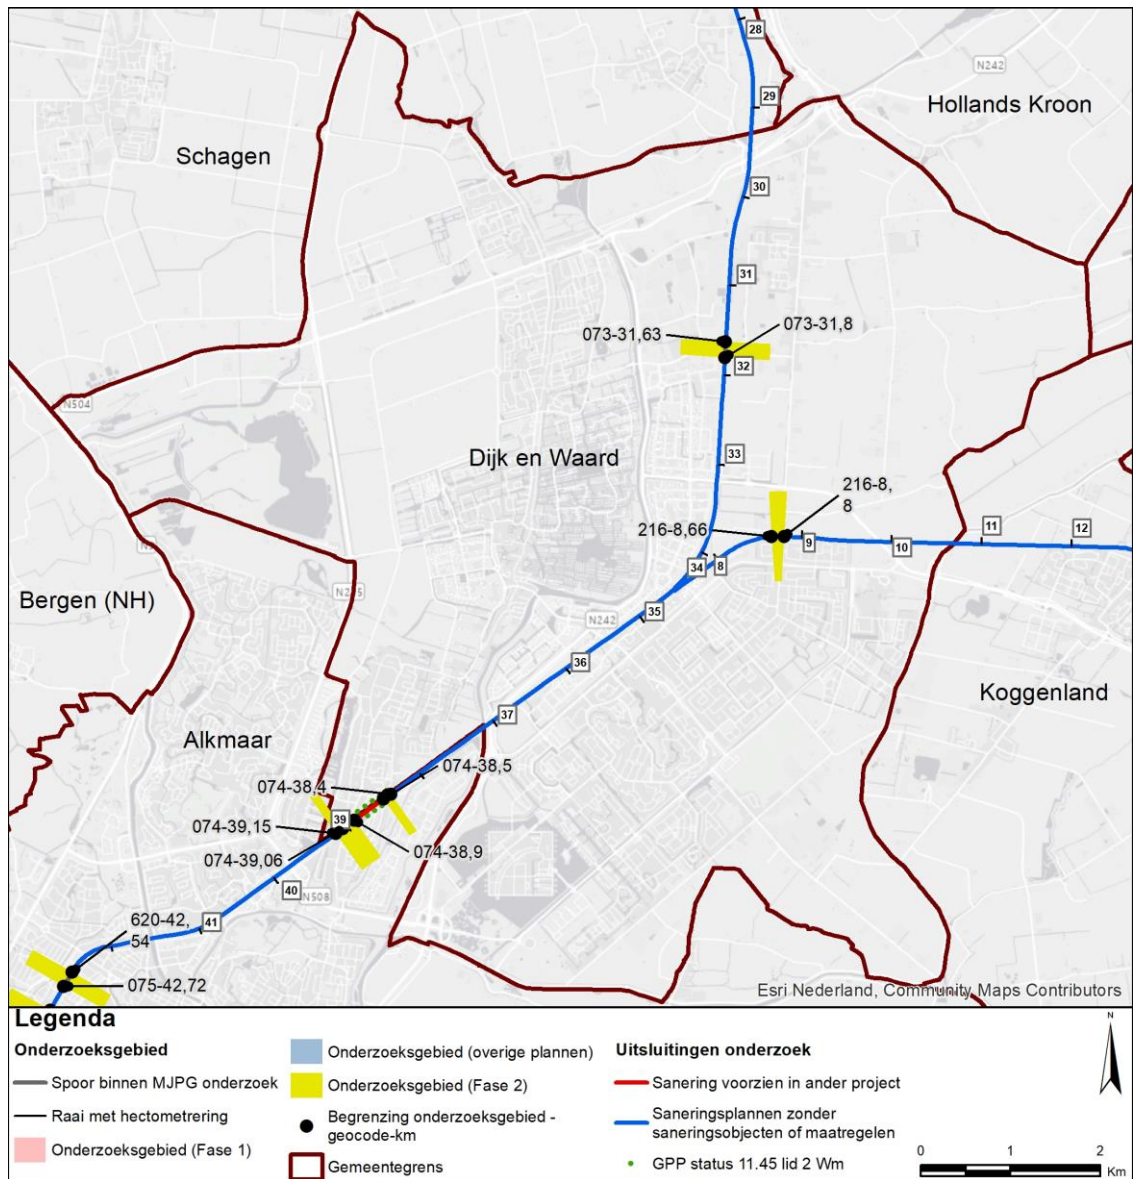 28
N242
29
Hollands Kroon
Schagen
30
31
073-31,63
073-31,8
32
N504
Dijk en Waard
33
216-8,
8
216-8,66
9
10
11
12
34
8
Bergen (NH)
N242
35
36
Koggenland
37
Alkmaar
074-38,5
074-38,4
39
074-39,15
074-39,06
074-38,9
40
N508
41
620-42,
54
075-42,72
Esri Nederland, Community Maps Contributors
Legenda
Onderzoeksgebied
Spoor binnen MJPG onderzoek
Raai met hectometrering
Onderzoeksgebied (Fase 1)
Onderzoeksgebied (overige plannen)
Onderzoeksgebied (Fase 2)
Begrenzing onderzoeksgebied -
geocode-km
Gemeentegrens
Uitsluitingen onderzoek
Sanering voorzien in ander project
Saneringsplannen zonder
saneringsobjecten of maatregelen
GPP status 11.45 lid 2 Wm
N
0 1 2
Km